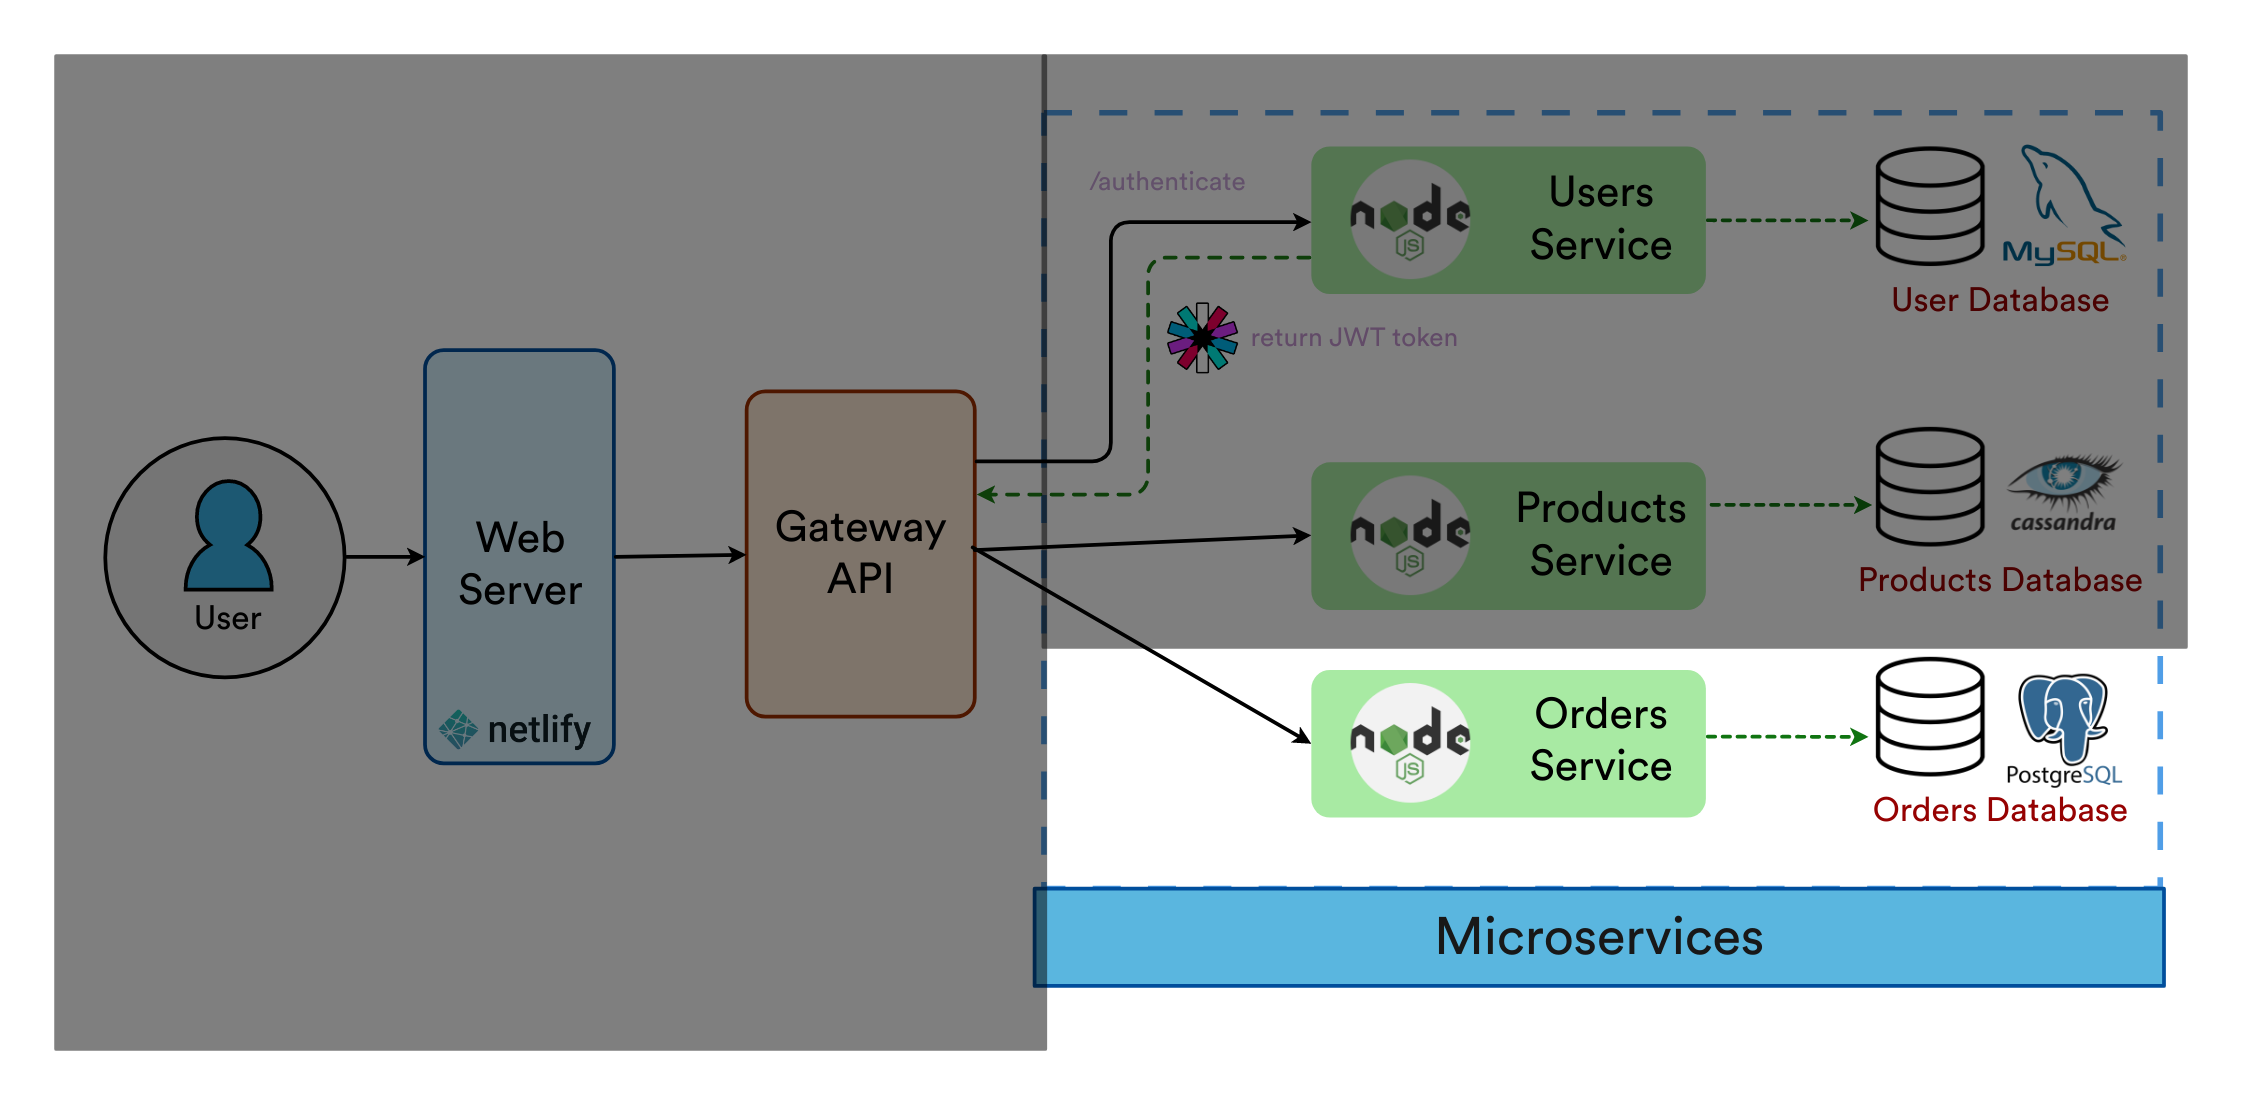 /authenticate
node
JS
Users
Service
MySQL®
User Database
return JWT token
User
Web
Server
netlify
Gateway
API
node
JS
Products
Service
cassandra
Products Database
node
JS
Orders
Service
PostgreSQL
Orders Database
Microservices